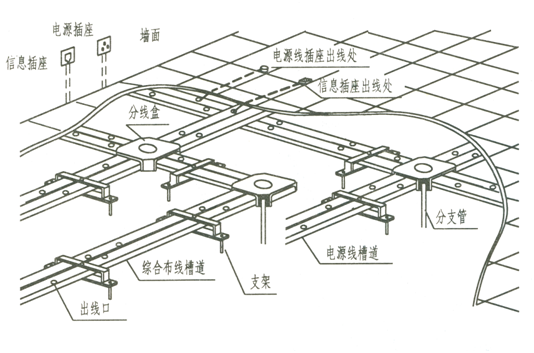 电源插座
墙面
信息插座
电源线插座出线处
信息插座出线处
分线盒
分支管
电源线槽道
综合布线槽道
支架
出线口